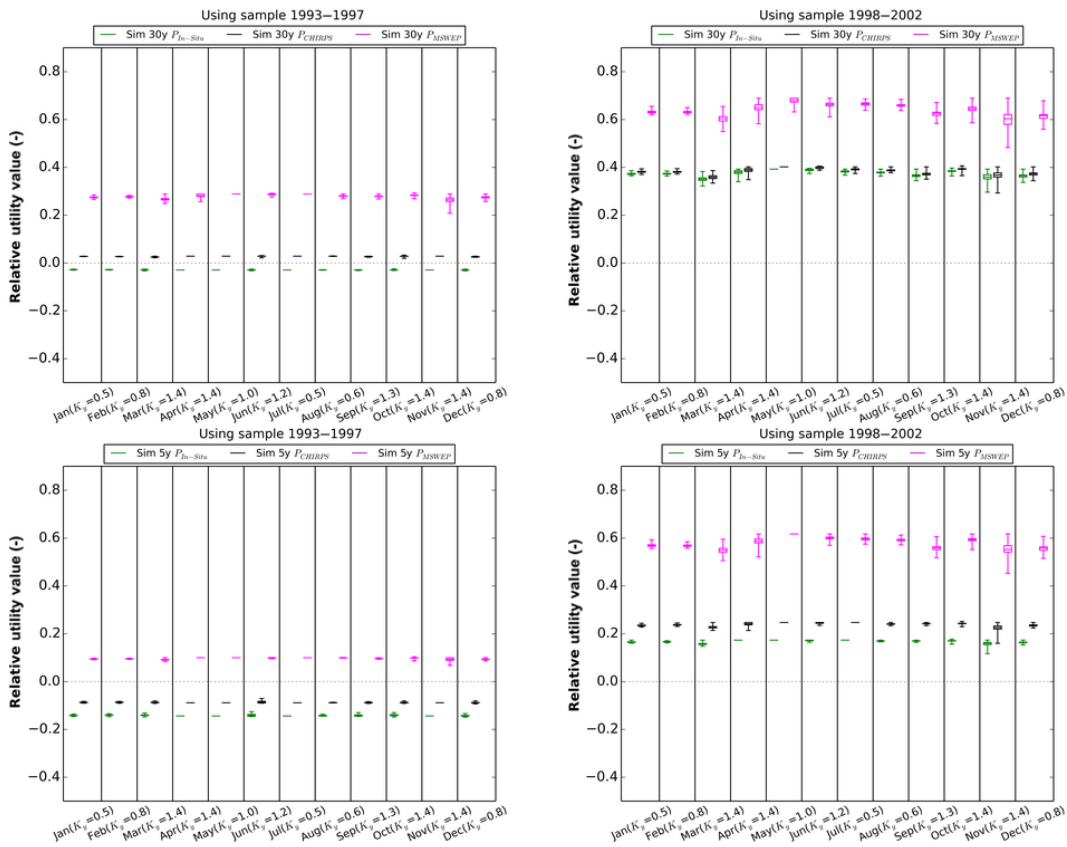 Using sample 1993−1997
Sim 30y P_In−Situ Sim 30y P_CHIRPS Sim 30y P_MSWEP
Relative utility value (-)
0.8
0.6
0.4
0.2
0.0
−0.2
−0.4
Jan(K_y=0.5) Feb(K_y=0.8) Mar(K_y=1.4) Apr(K_y=1.4) May(K_y=1.0) Jun(K_y=1.2) Jul(K_y=0.5) Aug(K_y=0.6) Sep(K_y=1.3) Oct(K_y=1.4) Nov(K_y=1.4) Dec(K_y=0.8)
Using sample 1998−2002
Sim 30y P_In−Situ Sim 30y P_CHIRPS Sim 30y P_MSWEP
Relative utility value (-)
0.8
0.6
0.4
0.2
0.0
−0.2
−0.4
Jan(K_y=0.5) Feb(K_y=0.8) Mar(K_y=1.4) Apr(K_y=1.4) May(K_y=1.0) Jun(K_y=1.2) Jul(K_y=0.5) Aug(K_y=0.6) Sep(K_y=1.3) Oct(K_y=1.4) Nov(K_y=1.4) Dec(K_y=0.8)
Using sample 1993−1997
Sim 5y P_In−Situ Sim 5y P_CHIRPS Sim 5y P_MSWEP
Relative utility value (-)
0.8
0.6
0.4
0.2
0.0
−0.2
−0.4
Jan(K_y=0.5) Feb(K_y=0.8) Mar(K_y=1.4) Apr(K_y=1.4) May(K_y=1.0) Jun(K_y=1.2) Jul(K_y=0.5) Aug(K_y=0.6) Sep(K_y=1.3) Oct(K_y=1.4) Nov(K_y=1.4) Dec(K_y=0.8)
Using sample 1998−2002
Sim 5y P_In−Situ Sim 5y P_CHIRPS Sim 5y P_MSWEP
Relative utility value (-)
0.8
0.6
0.4
0.2
0.0
−0.2
−0.4
Jan(K_y=0.5) Feb(K_y=0.8) Mar(K_y=1.4) Apr(K_y=1.4) May(K_y=1.0) Jun(K_y=1.2) Jul(K_y=0.5) Aug(K_y=0.6) Sep(K_y=1.3) Oct(K_y=1.4) Nov(K_y=1.4) Dec(K_y=0.8)